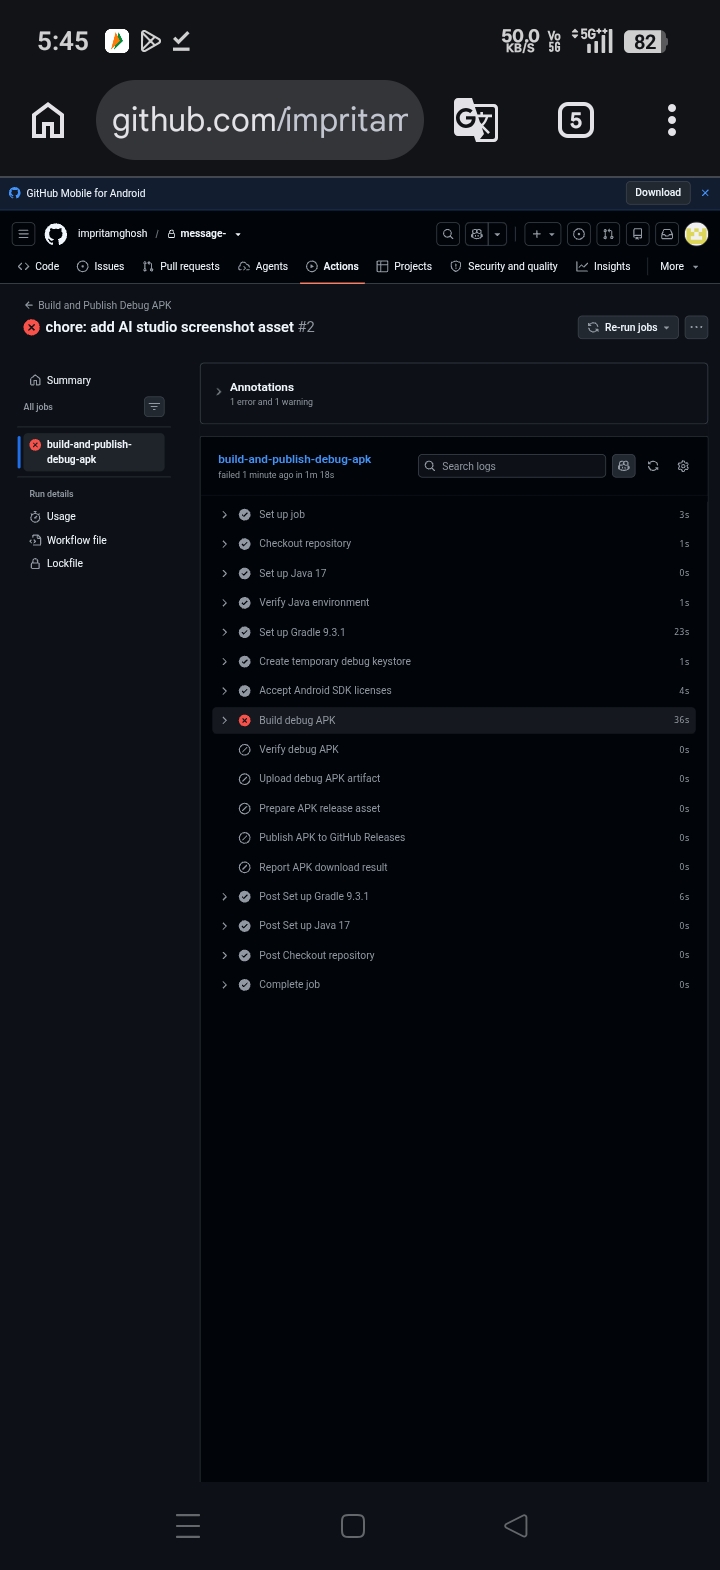 5:45
50.0 KB/S
Vo 5G
5G++
82
github.com/impritam
5
GitHub Mobile for Android
Download
impritamghosh / message-
Code
Issues
Pull requests
Agents
Actions
Projects
Security and quality
Insights
More
Build and Publish Debug APK
chore: add AI studio screenshot asset #2
Re-run jobs
Summary
All jobs
build-and-publish-
debug-apk
Run details
Usage
Workflow file
Lockfile
Annotations
1 error and 1 warning
build-and-publish-debug-apk
failed 1 minute ago in 1m 18s
Search logs
Set up job 3s
Checkout repository 1s
Set up Java 17 0s
Verify Java environment 1s
Set up Gradle 9.3.1 23s
Create temporary debug keystore 1s
Accept Android SDK licenses 4s
Build debug APK 36s
Verify debug APK 0s
Upload debug APK artifact 0s
Prepare APK release asset 0s
Publish APK to GitHub Releases 0s
Report APK download result 0s
Post Set up Gradle 9.3.1 6s
Post Set up Java 17 0s
Post Checkout repository 0s
Complete job 0s